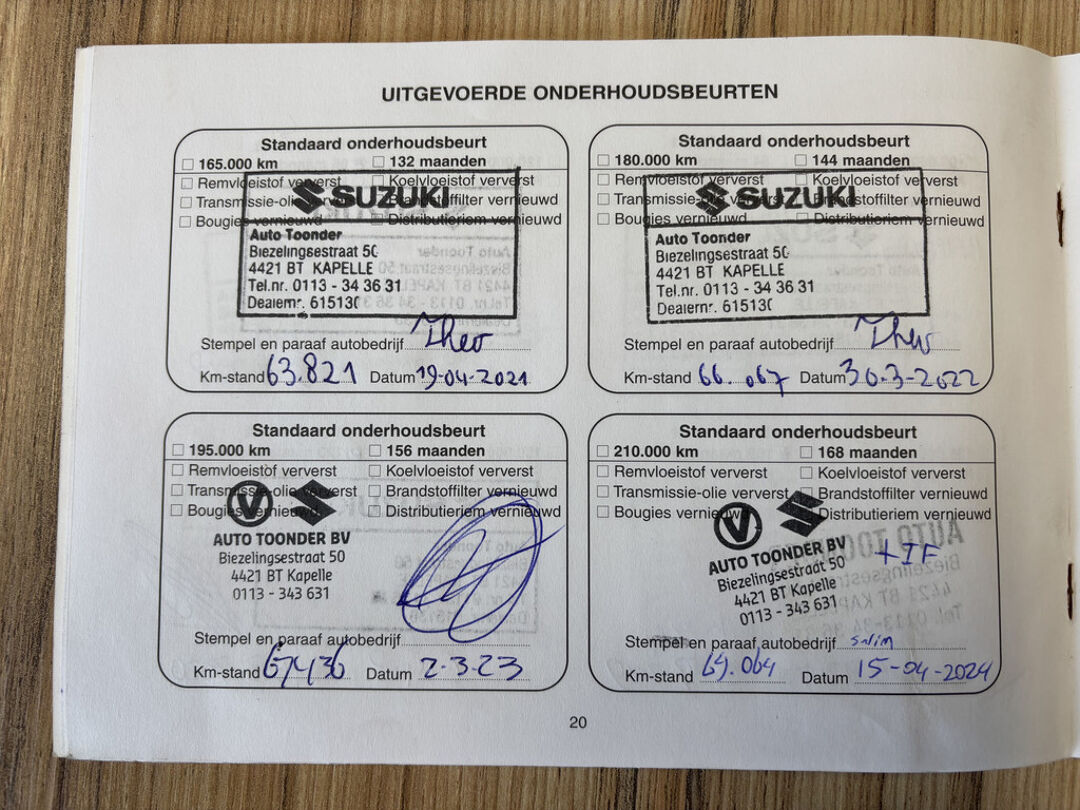 UITGEVOERDE ONDERHOUDSBEURTEN
Standaard onderhoudsbeurt
165.000 km 132 maanden
Remvloeistof ververst Koelvloeistof ververst
Transmissie-olie ververst Brandstoffilter vernieuwd
Bougies vernieuwd Distributieriem vernieuwd
SUZUKI
Auto Toonder
Biezelingsestraat 50
4421 BT KAPELLE
Tel.nr. 0113 - 34 36 31
Dealernr. 615130
Stempel en paraaf autobedrijf Theo
Km-stand 63.821 Datum 19-04-2021
Standaard onderhoudsbeurt
180.000 km 144 maanden
Remvloeistof ververst Koelvloeistof ververst
Transmissie-olie ververst Brandstoffilter vernieuwd
Bougies vernieuwd Distributieriem vernieuwd
SUZUKI
Auto Toonder
Biezelingsestraat 50
4421 BT KAPELLE
Tel.nr. 0113 - 34 36 31
Dealernr. 615130
Stempel en paraaf autobedrijf Theo
Km-stand 66.067 Datum 30-3-2022
Standaard onderhoudsbeurt
195.000 km 156 maanden
Remvloeistof ververst Koelvloeistof ververst
Transmissie-olie ververst Brandstoffilter vernieuwd
Bougies vernieuwd Distributieriem vernieuwd
AUTO TOONDER BV
Biezelingsestraat 50
4421 BT Kapelle
0113 - 343 631
Stempel en paraaf autobedrijf
Km-stand 67436 Datum 2-3-23
Standaard onderhoudsbeurt
210.000 km 168 maanden
Remvloeistof ververst Koelvloeistof ververst
Transmissie-olie ververst Brandstoffilter vernieuwd
Bougies vernieuwd Distributieriem vernieuwd
AUTO TOONDER BV
Biezelingsestraat 50
4421 BT Kapelle
0113 - 343 631
Stempel en paraaf autobedrijf
Km-stand 69.064 Datum 15-04-2024
20